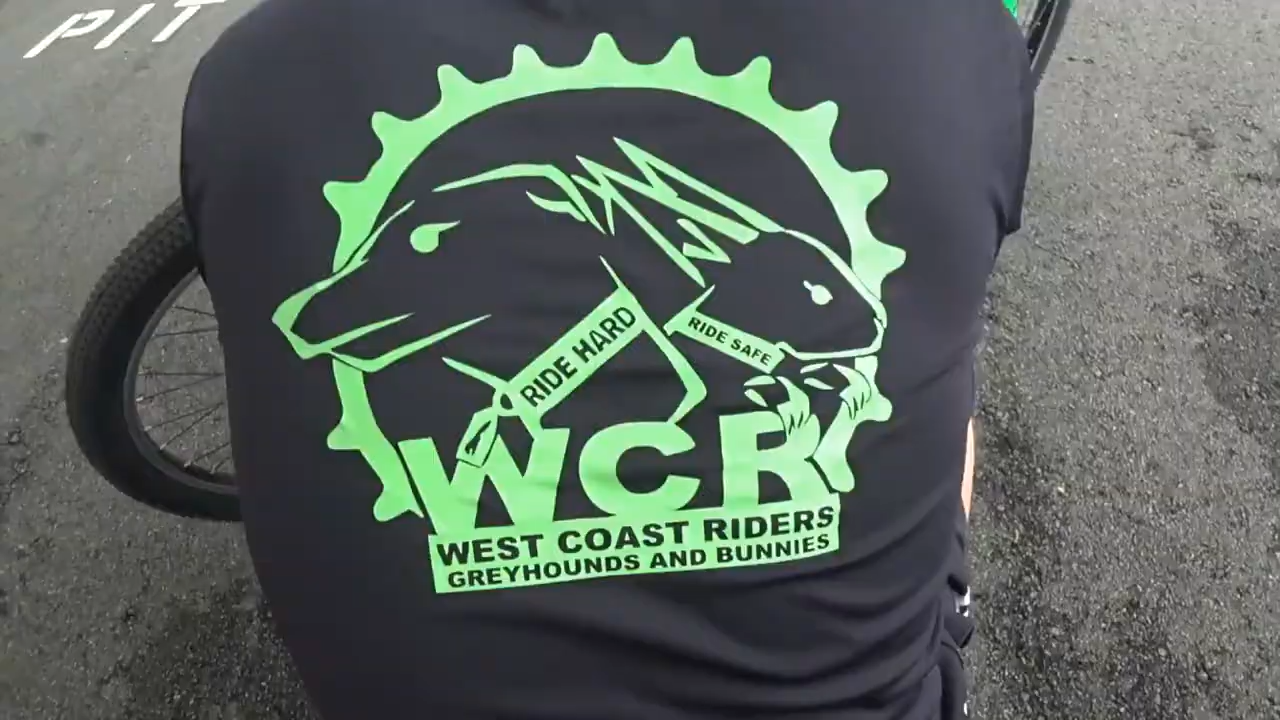 PIT
RIDE HARD
RIDE SAFE
WCR
WEST COAST RIDERS
GREYHOUNDS AND BUNNIES